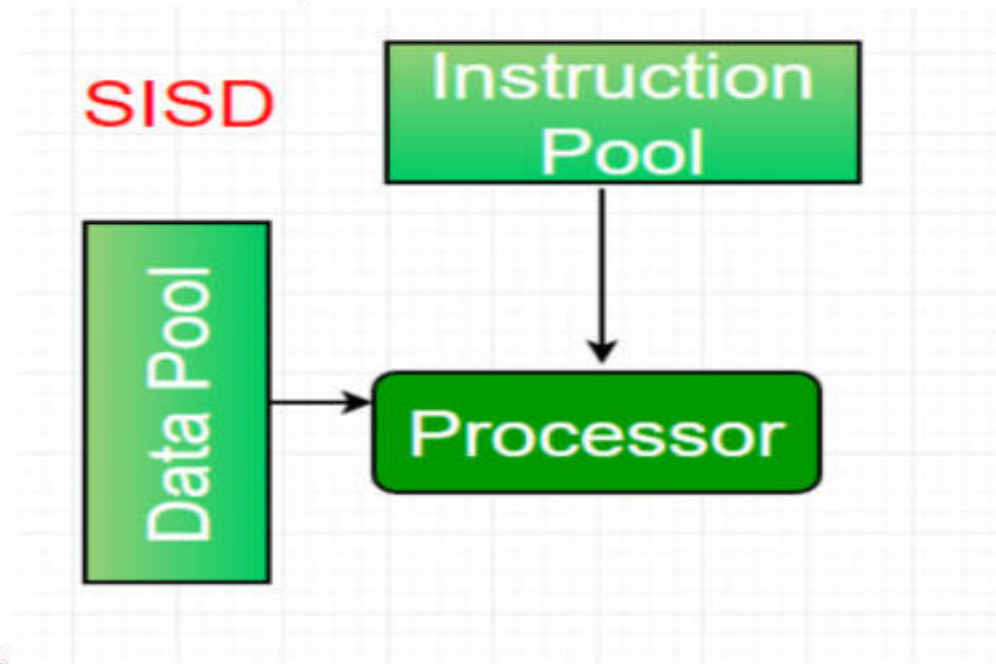 SISD
Instruction
Pool
Data Pool
Processor